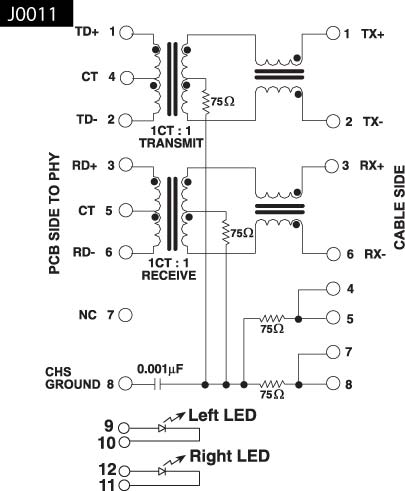 J0011
TD+ 1
1 TX+
CT 4
75Ω
TD- 2
2 TX-
1CT : 1
TRANSMIT
RD+ 3
3 RX+
PCB SIDE TO PHY
CABLE SIDE
CT 5
75Ω
RD- 6
6 RX-
1CT : 1
RECEIVE
4
NC 7
5
75Ω
7
CHS
GROUND 8
0.001µF
8
75Ω
9
Left LED
10
12
Right LED
11